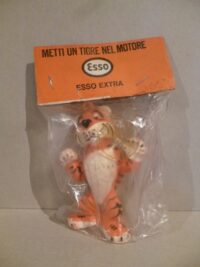 METTI UN TIGRE NEL MOTORE
Esso
ESSO EXTRA